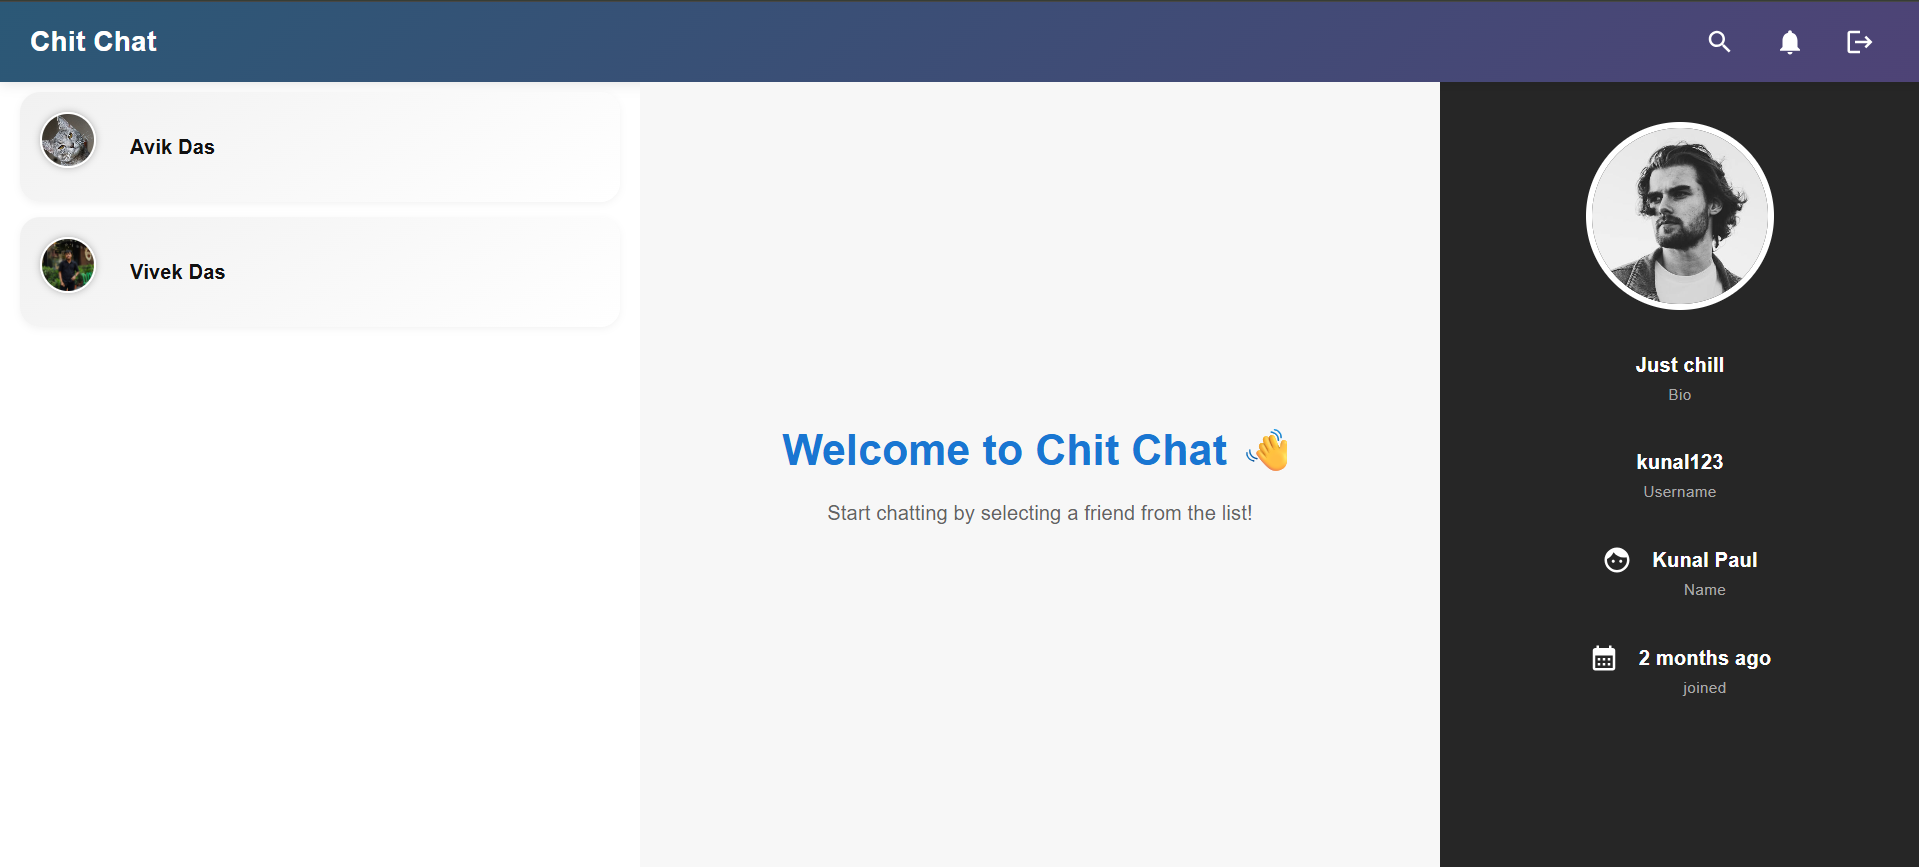 Chit Chat
Avik Das
Vivek Das
Welcome to Chit Chat 👋
Start chatting by selecting a friend from the list!
Just chill
Bio
kunal123
Username
Kunal Paul
Name
2 months ago
joined